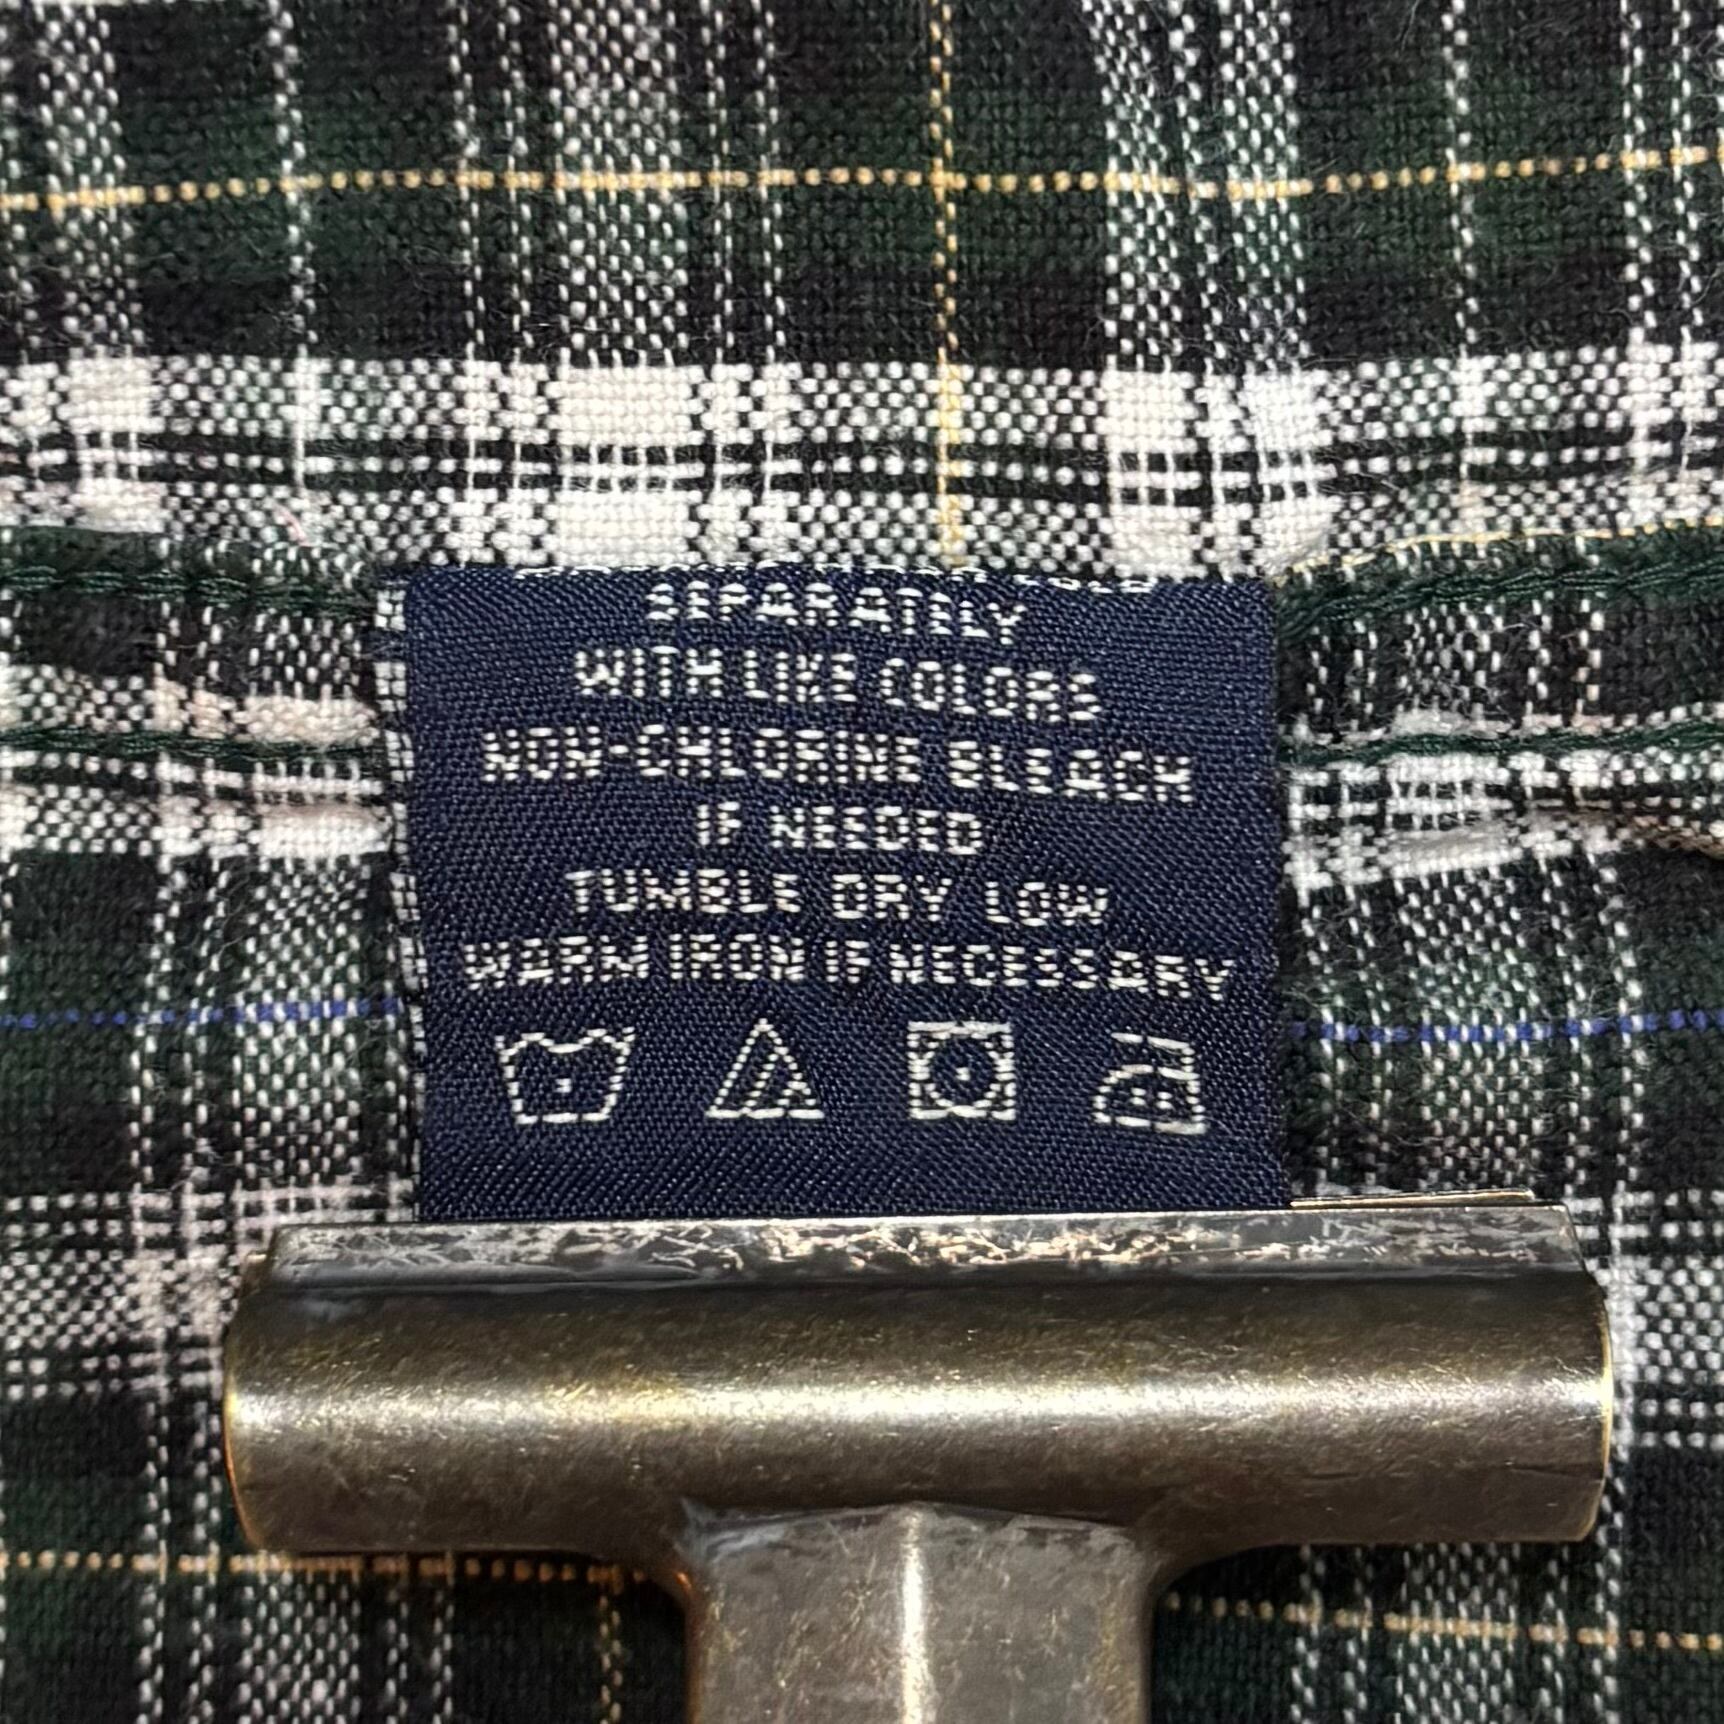 SEPARATELY
WITH LIKE COLORS
NON-CHLORINE BLEACH
IF NEEDED
TUMBLE DRY LOW
WARM IRON IF NECESSARY